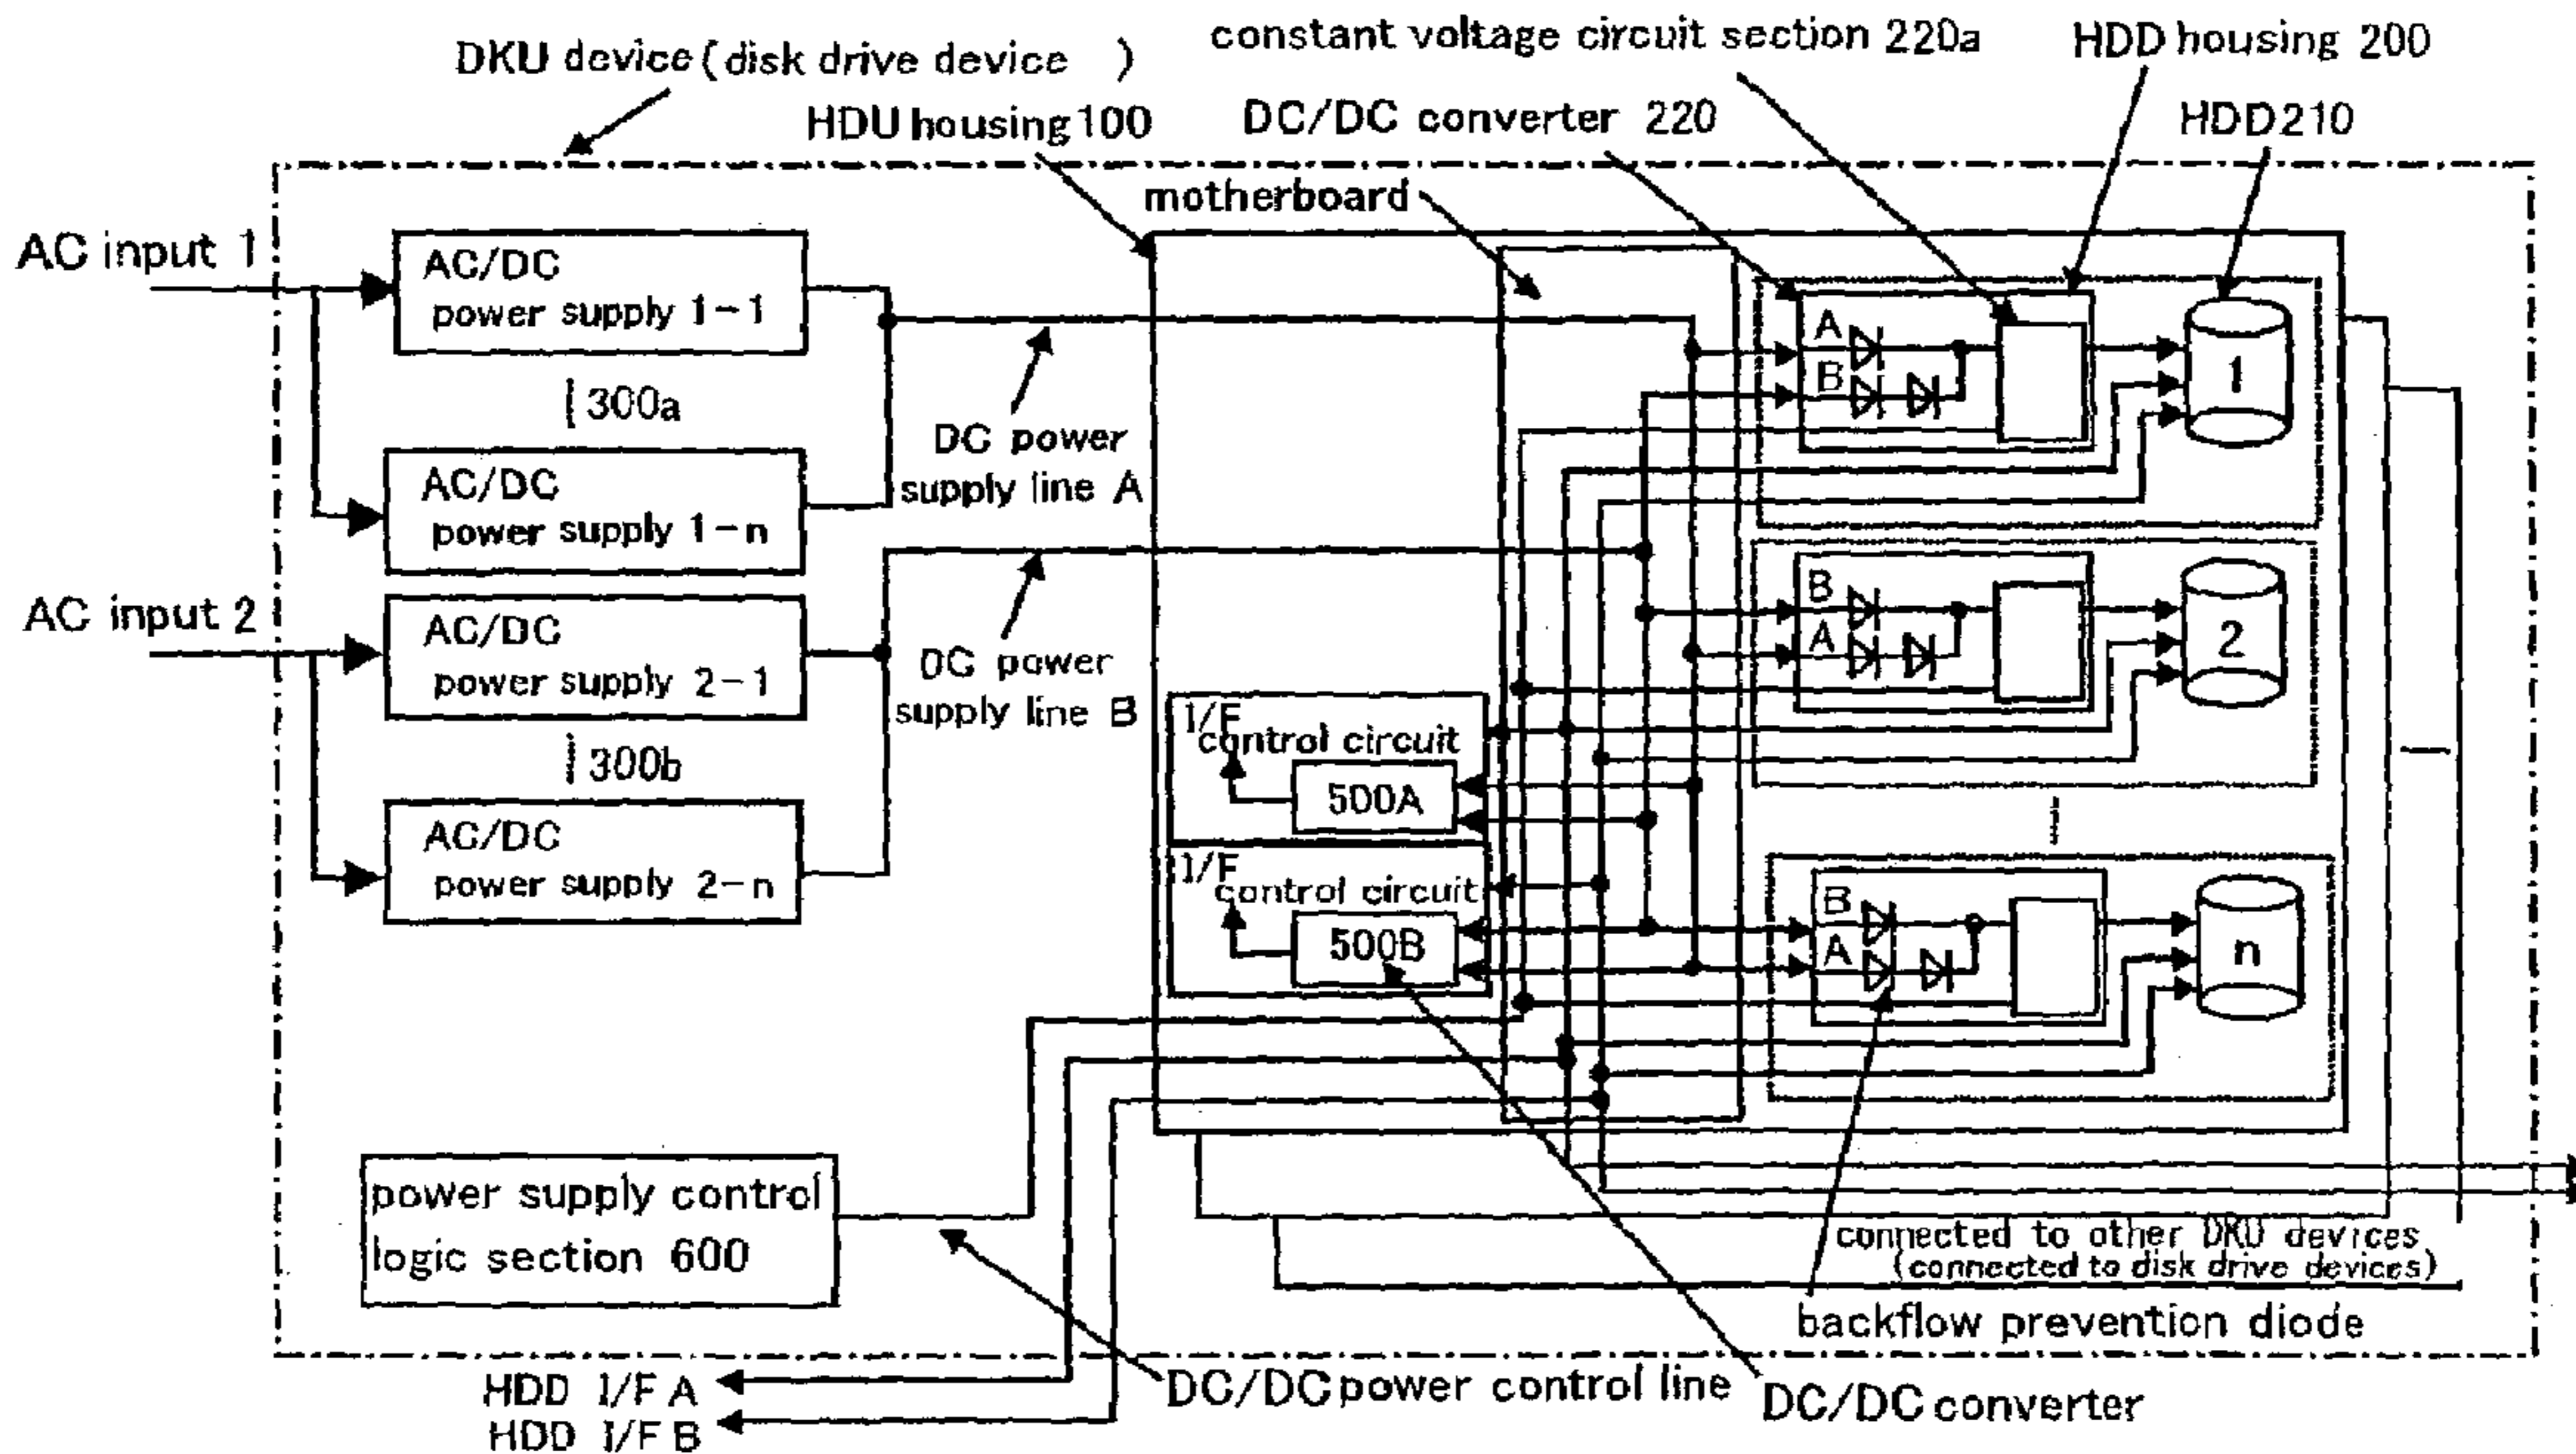 DKU device (disk drive device )
constant voltage circuit section 220a
HDD housing 200
HDU housing 100
DC/DC converter 220
HDD 210
motherboard
AC input 1
AC/DC
power supply 1-1
300a
AC/DC
power supply 1-n
DC power
supply line A
AC input 2
AC/DC
power supply 2-1
300b
AC/DC
power supply 2-n
DC power
supply line B
A
B
1
B
A
2
B
A
n
I/F
control circuit
500A
I/F
control circuit
500B
power supply control
logic section 600
connected to other DKU devices
(connected to disk drive devices)
backflow prevention diode
HDD I/F A
HDD I/F B
DC/DC power control line
DC/DC converter